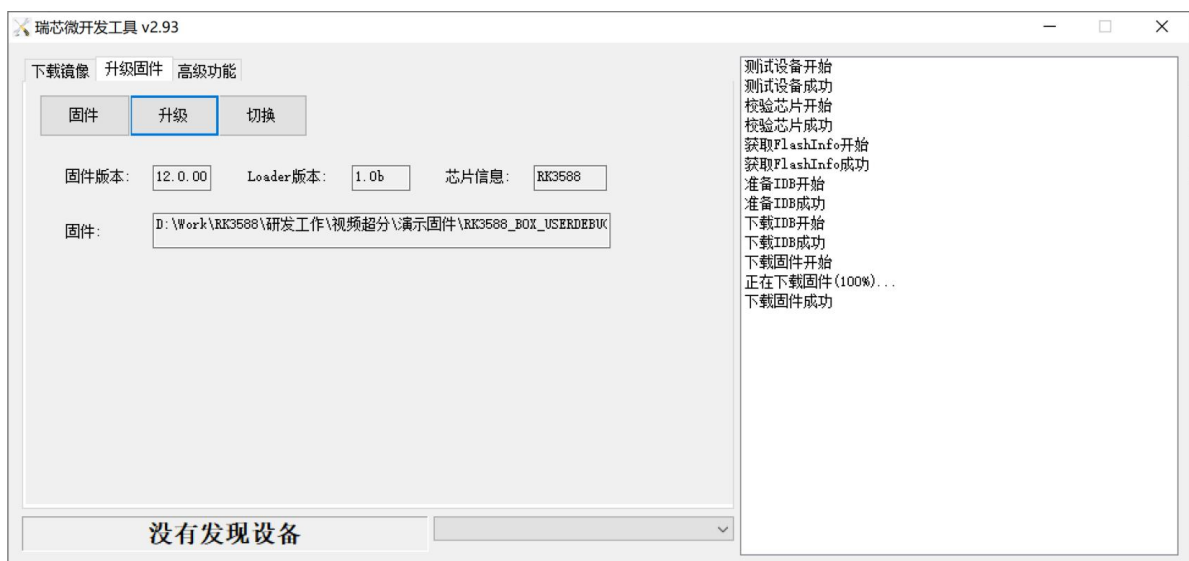 瑞芯微开发工具 v2.93
下载镜像 升级固件 高级功能
固件 升级 切换
固件版本: 12.0.00 Loader版本: 1.0b 芯片信息: RK3588
固件: D:\Work\RK3588\研发工作\视频超分\演示固件\RK3588_BOX_USERDEBU
没有发现设备
测试设备开始
测试设备成功
校验芯片开始
校验芯片成功
获取FlashInfo开始
获取FlashInfo成功
准备IDB开始
准备IDB成功
下载IDB开始
下载IDB成功
下载固件开始
正在下载固件(100%)...
下载固件成功